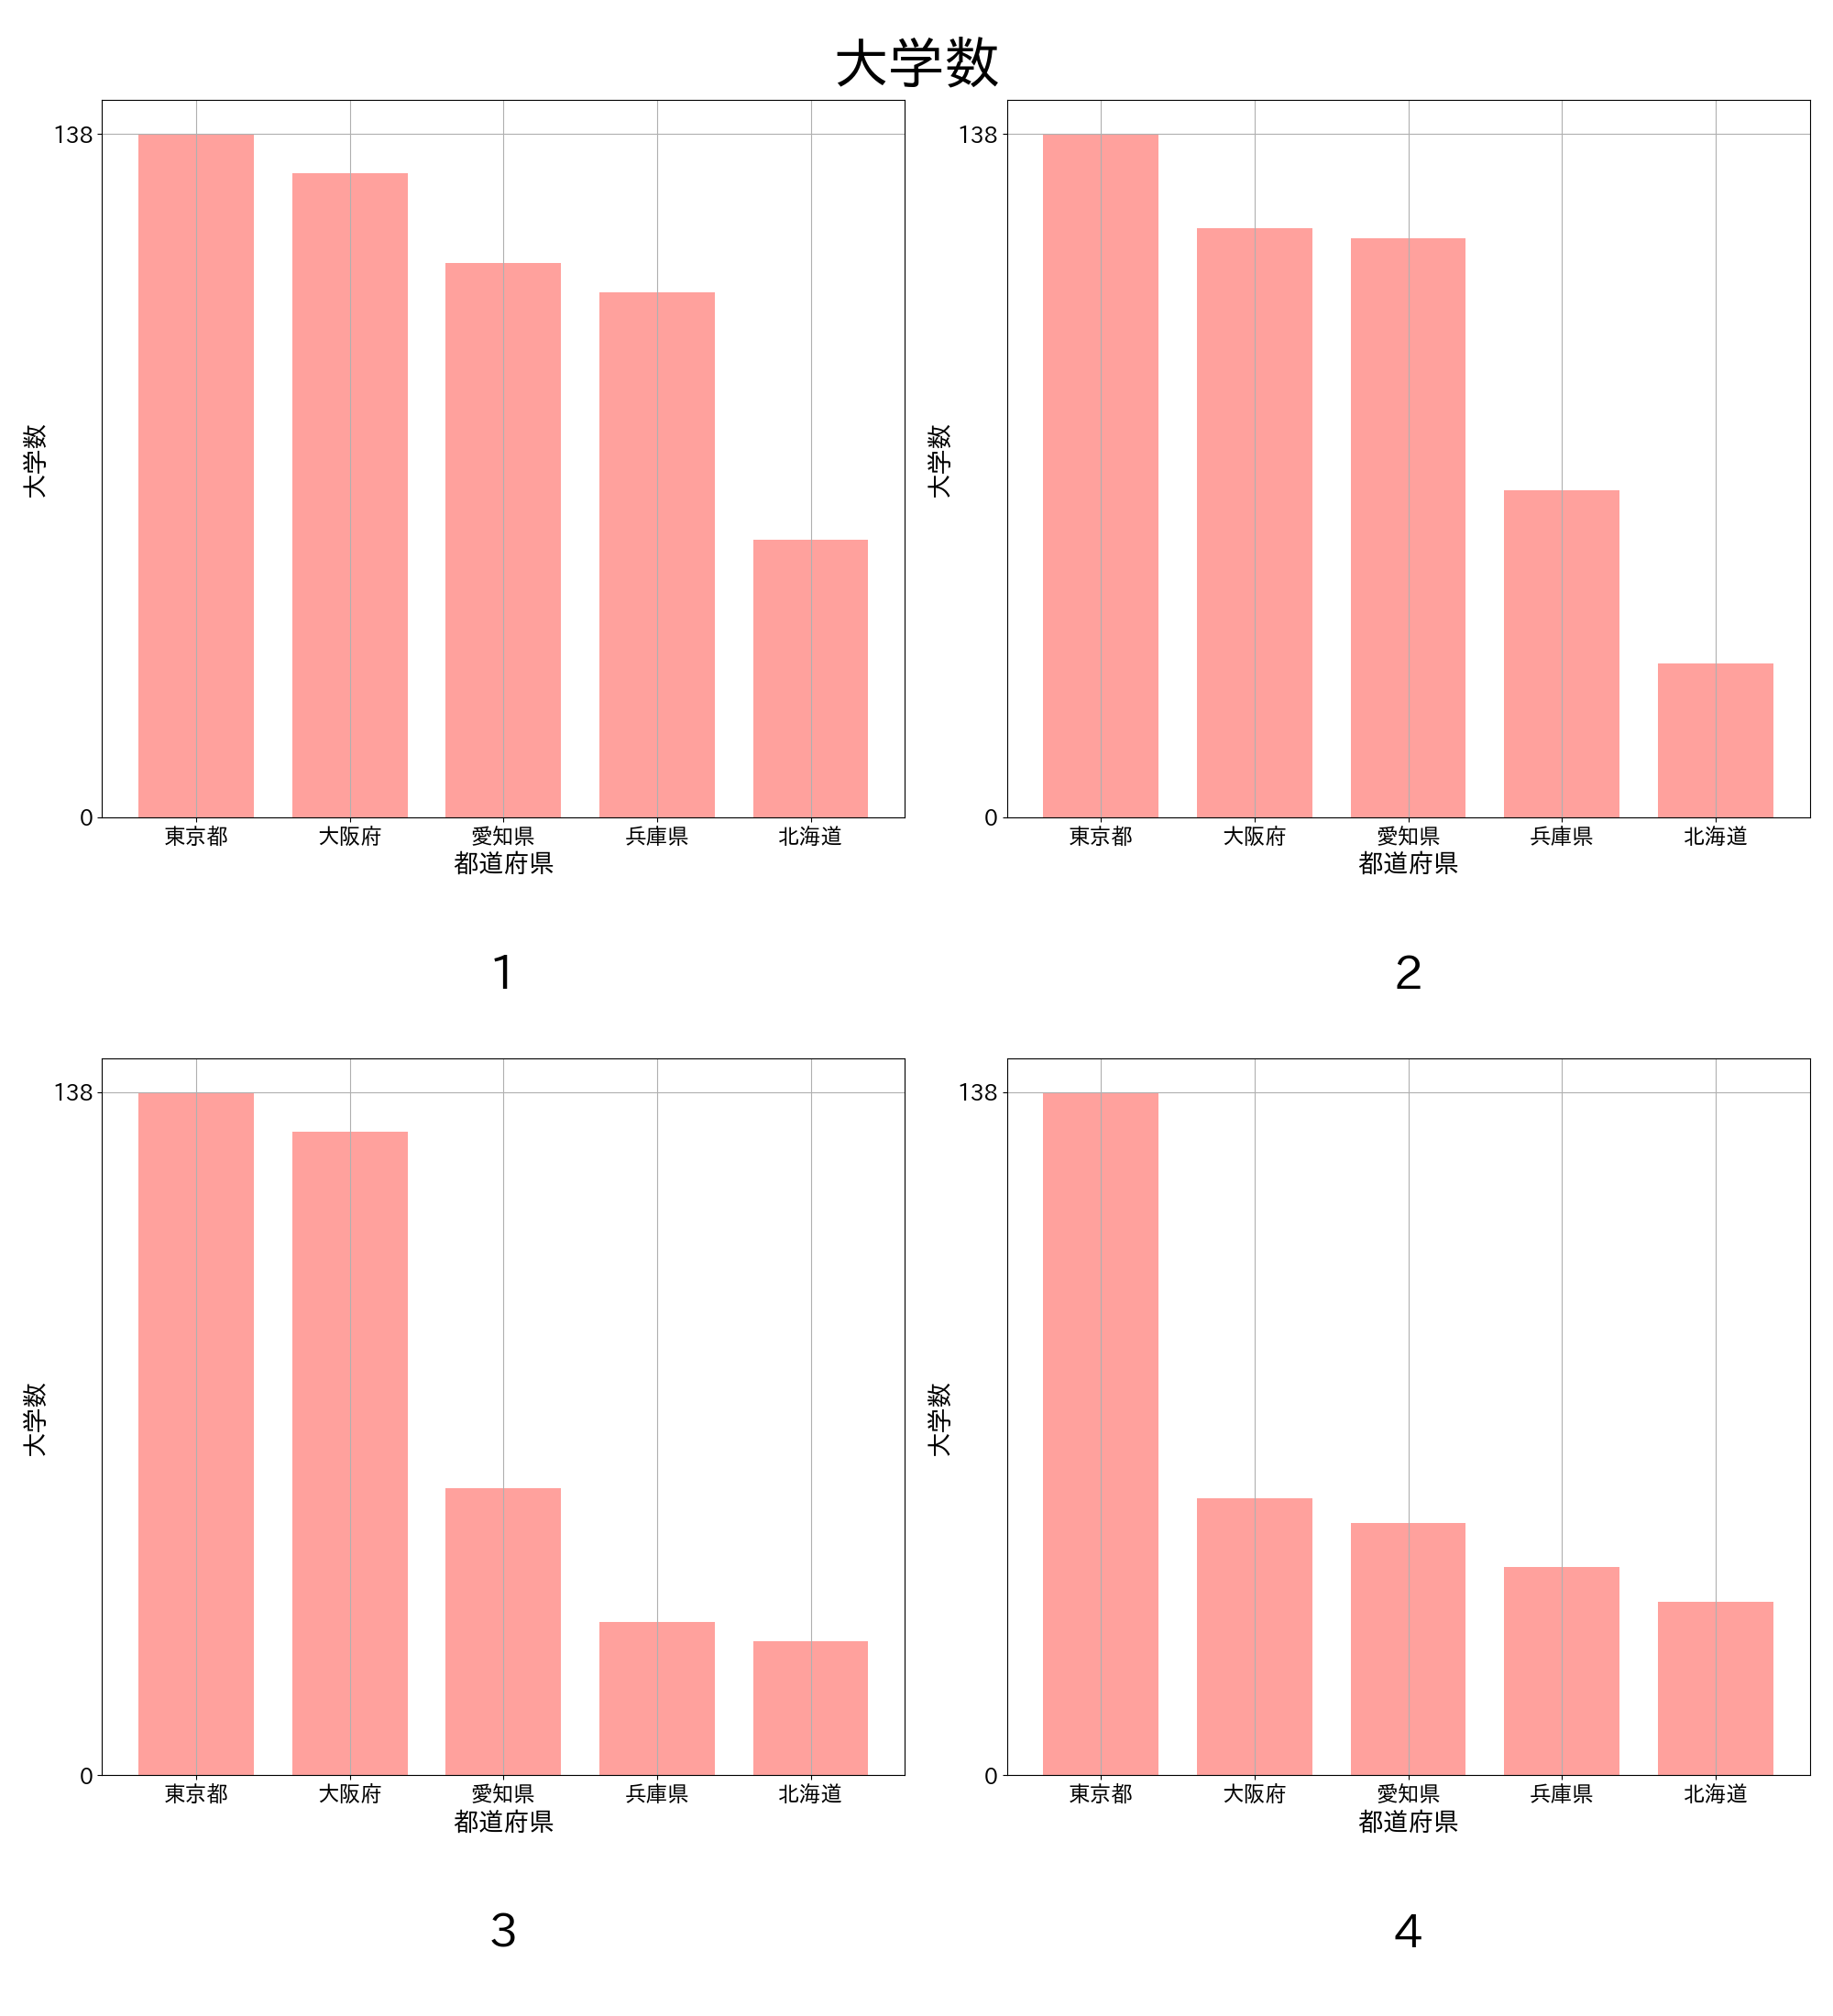 大学数
138
0
大学数
東京都 大阪府 愛知県 兵庫県 北海道
都道府県
1
138
0
大学数
東京都 大阪府 愛知県 兵庫県 北海道
都道府県
2
138
0
大学数
東京都 大阪府 愛知県 兵庫県 北海道
都道府県
3
138
0
大学数
東京都 大阪府 愛知県 兵庫県 北海道
都道府県
4